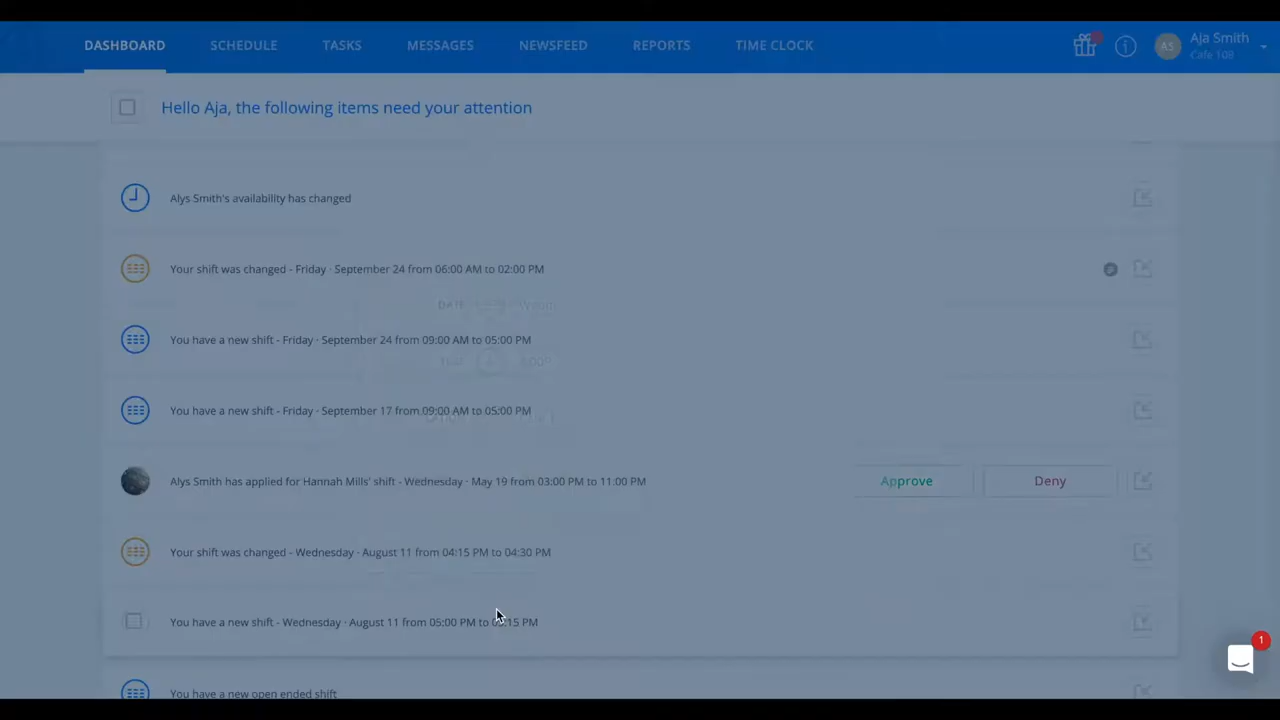 DASHBOARD SCHEDULE TASKS MESSAGES NEWSFEED REPORTS TIME CLOCK
Aja Smith
AS
Cafe 108
Hello Aja, the following items need your attention
Alys Smith's availability has changed
Your shift was changed - Friday · September 24 from 06:00 AM to 02:00 PM
DATE
You have a new shift - Friday · September 24 from 09:00 AM to 05:00 PM
You have a new shift - Friday · September 17 from 09:00 AM to 05:00 PM
Alys Smith has applied for Hannah Mills' shift - Wednesday · May 19 from 03:00 PM to 11:00 PM Approve Deny
Your shift was changed - Wednesday · August 11 from 04:15 PM to 04:30 PM
You have a new shift - Wednesday · August 11 from 05:00 PM to
1
You have a new open ended shift